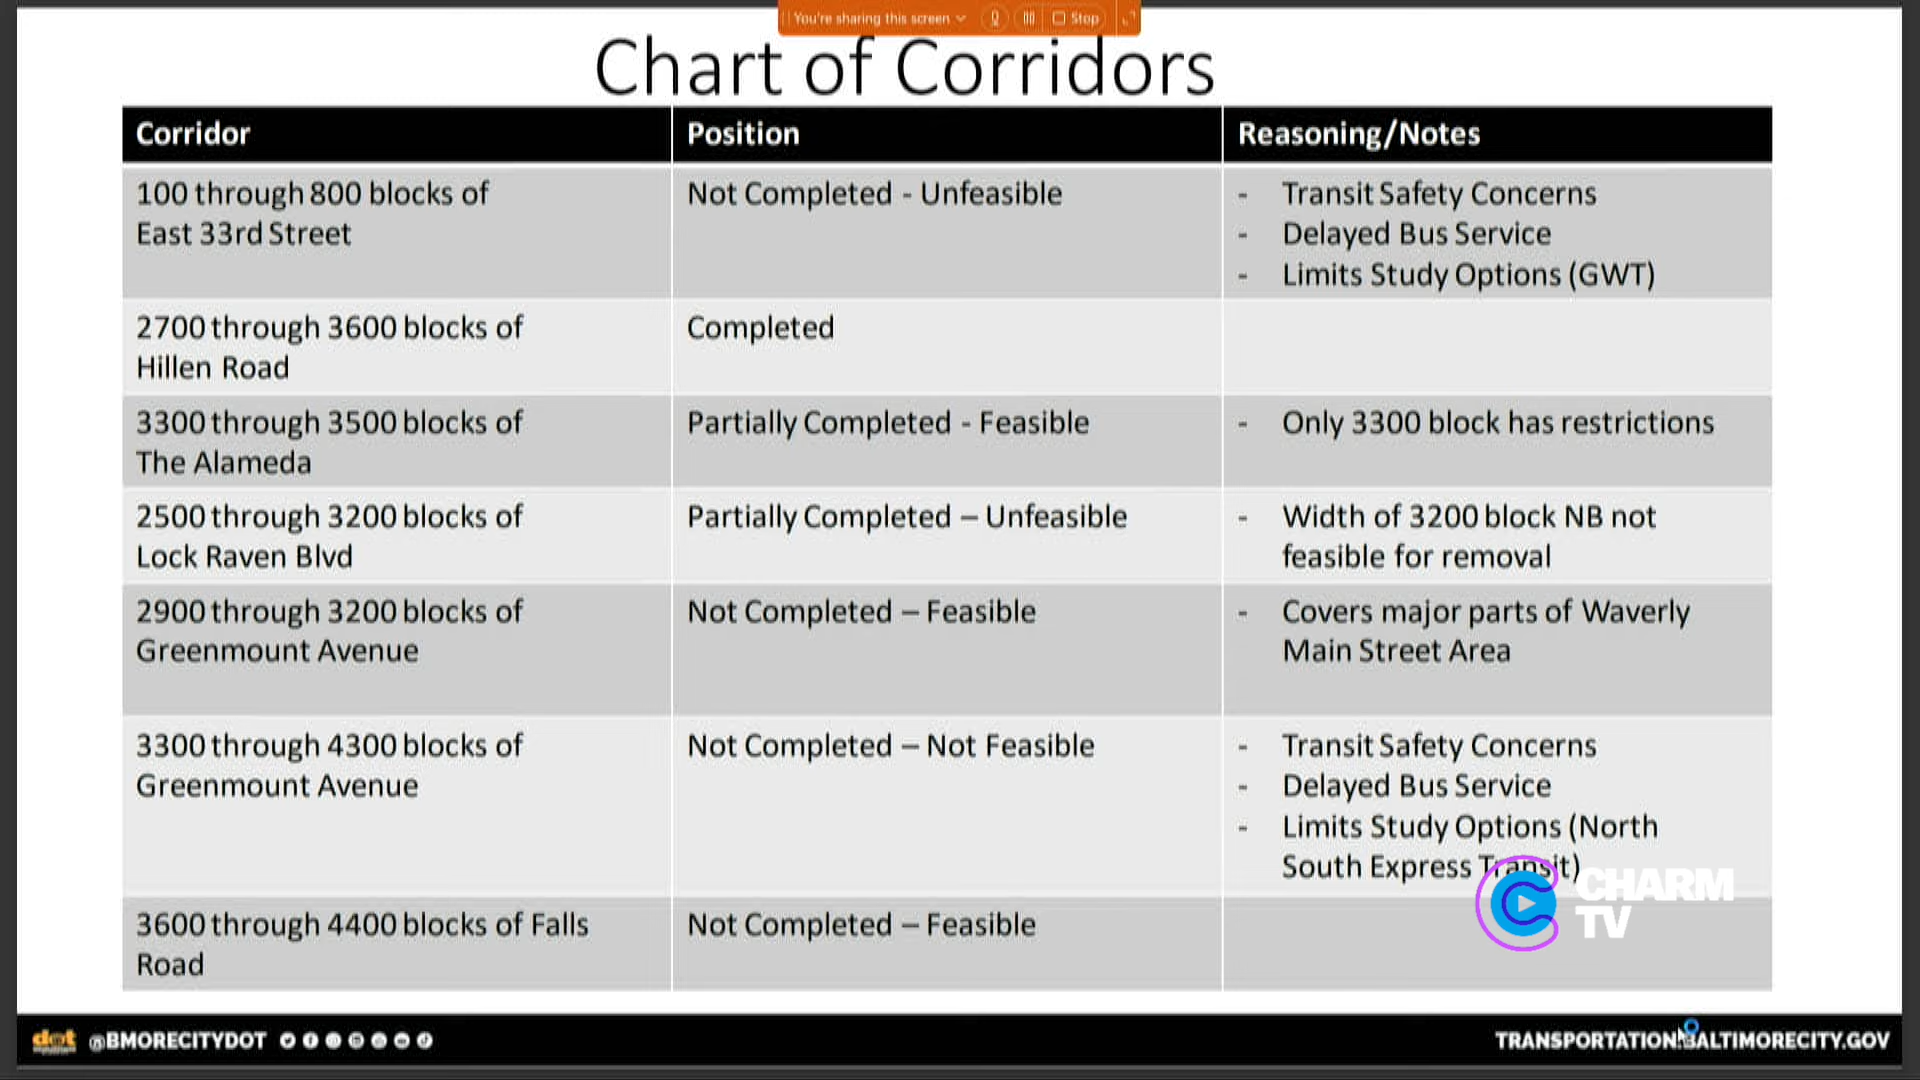 You're sharing this screen
Stop
Chart of Corridors
Corridor
Position
Reasoning/Notes
100 through 800 blocks of
East 33rd Street
Not Completed - Unfeasible
- Transit Safety Concerns
- Delayed Bus Service
- Limits Study Options (GWT)
2700 through 3600 blocks of
Hillen Road
Completed
3300 through 3500 blocks of
The Alameda
Partially Completed - Feasible
- Only 3300 block has restrictions
2500 through 3200 blocks of
Lock Raven Blvd
Partially Completed – Unfeasible
- Width of 3200 block NB not
feasible for removal
2900 through 3200 blocks of
Greenmount Avenue
Not Completed – Feasible
- Covers major parts of Waverly
Main Street Area
3300 through 4300 blocks of
Greenmount Avenue
Not Completed – Not Feasible
- Transit Safety Concerns
- Delayed Bus Service
- Limits Study Options (North
South Express Transit)
3600 through 4400 blocks of Falls
Road
Not Completed – Feasible
CHARM
TV
dot
@BMORECITYDOT
TRANSPORTATION.BALTIMORECITY.GOV